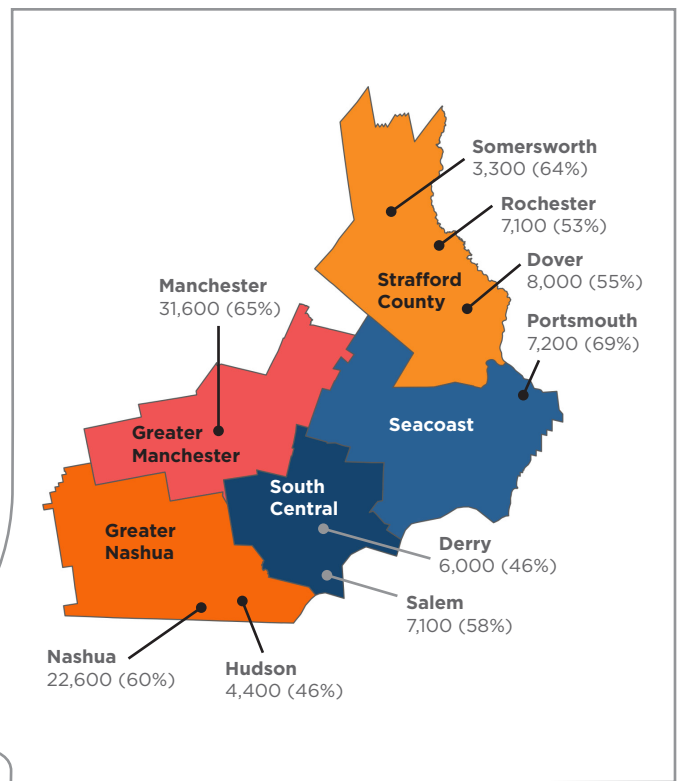 Somersworth
3,300 (64%)
Rochester
7,100 (53%)
Dover
8,000 (55%)
Strafford
County
Manchester
31,600 (65%)
Portsmouth
7,200 (69%)
Seacoast
Greater
Manchester
South
Central
Greater
Nashua
Derry
6,000 (46%)
Salem
7,100 (58%)
Nashua
22,600 (60%)
Hudson
4,400 (46%)